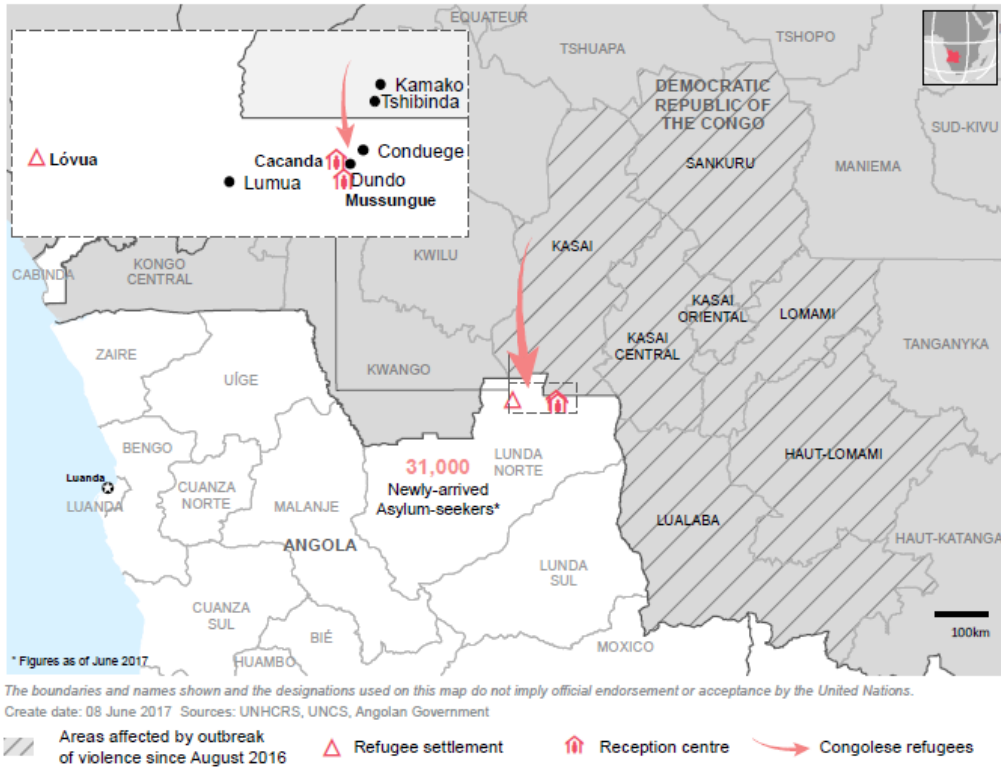 EQUATEUR
TSHUAPA
TSHOPO
DEMOCRATIC
REPUBLIC OF
THE CONGO
SUD-KIVU
SANKURU
MANIEMA
Kamako
Tshibinda
Conduege
Cacanda
Dundo
Mussungue
Lóvua
Lumua
CABINDA
KONGO
CENTRAL
KWILU
KASAI
KASAI
ORIENTAL
LOMAMI
KASAI
CENTRAL
TANGANYKA
ZAIRE
UÍGE
KWANGO
BENGO
Luanda
LUANDA
CUANZA
NORTE
MALANJE
31,000
Newly-arrived
Asylum-seekers*
LUNDA
NORTE
HAUT-LOMAMI
LUALABA
HAUT-KATANGA
ANGOLA
LUNDA
SUL
CUANZA
SUL
BIÉ
HUAMBO
MOXICO
100km
* Figures as of June 2017
The boundaries and names shown and the designations used on this map do not imply official endorsement or acceptance by the United Nations.
Create date: 08 June 2017 Sources: UNHCRS, UNCS, Angolan Government
Areas affected by outbreak
of violence since August 2016
Refugee settlement
Reception centre
Congolese refugees